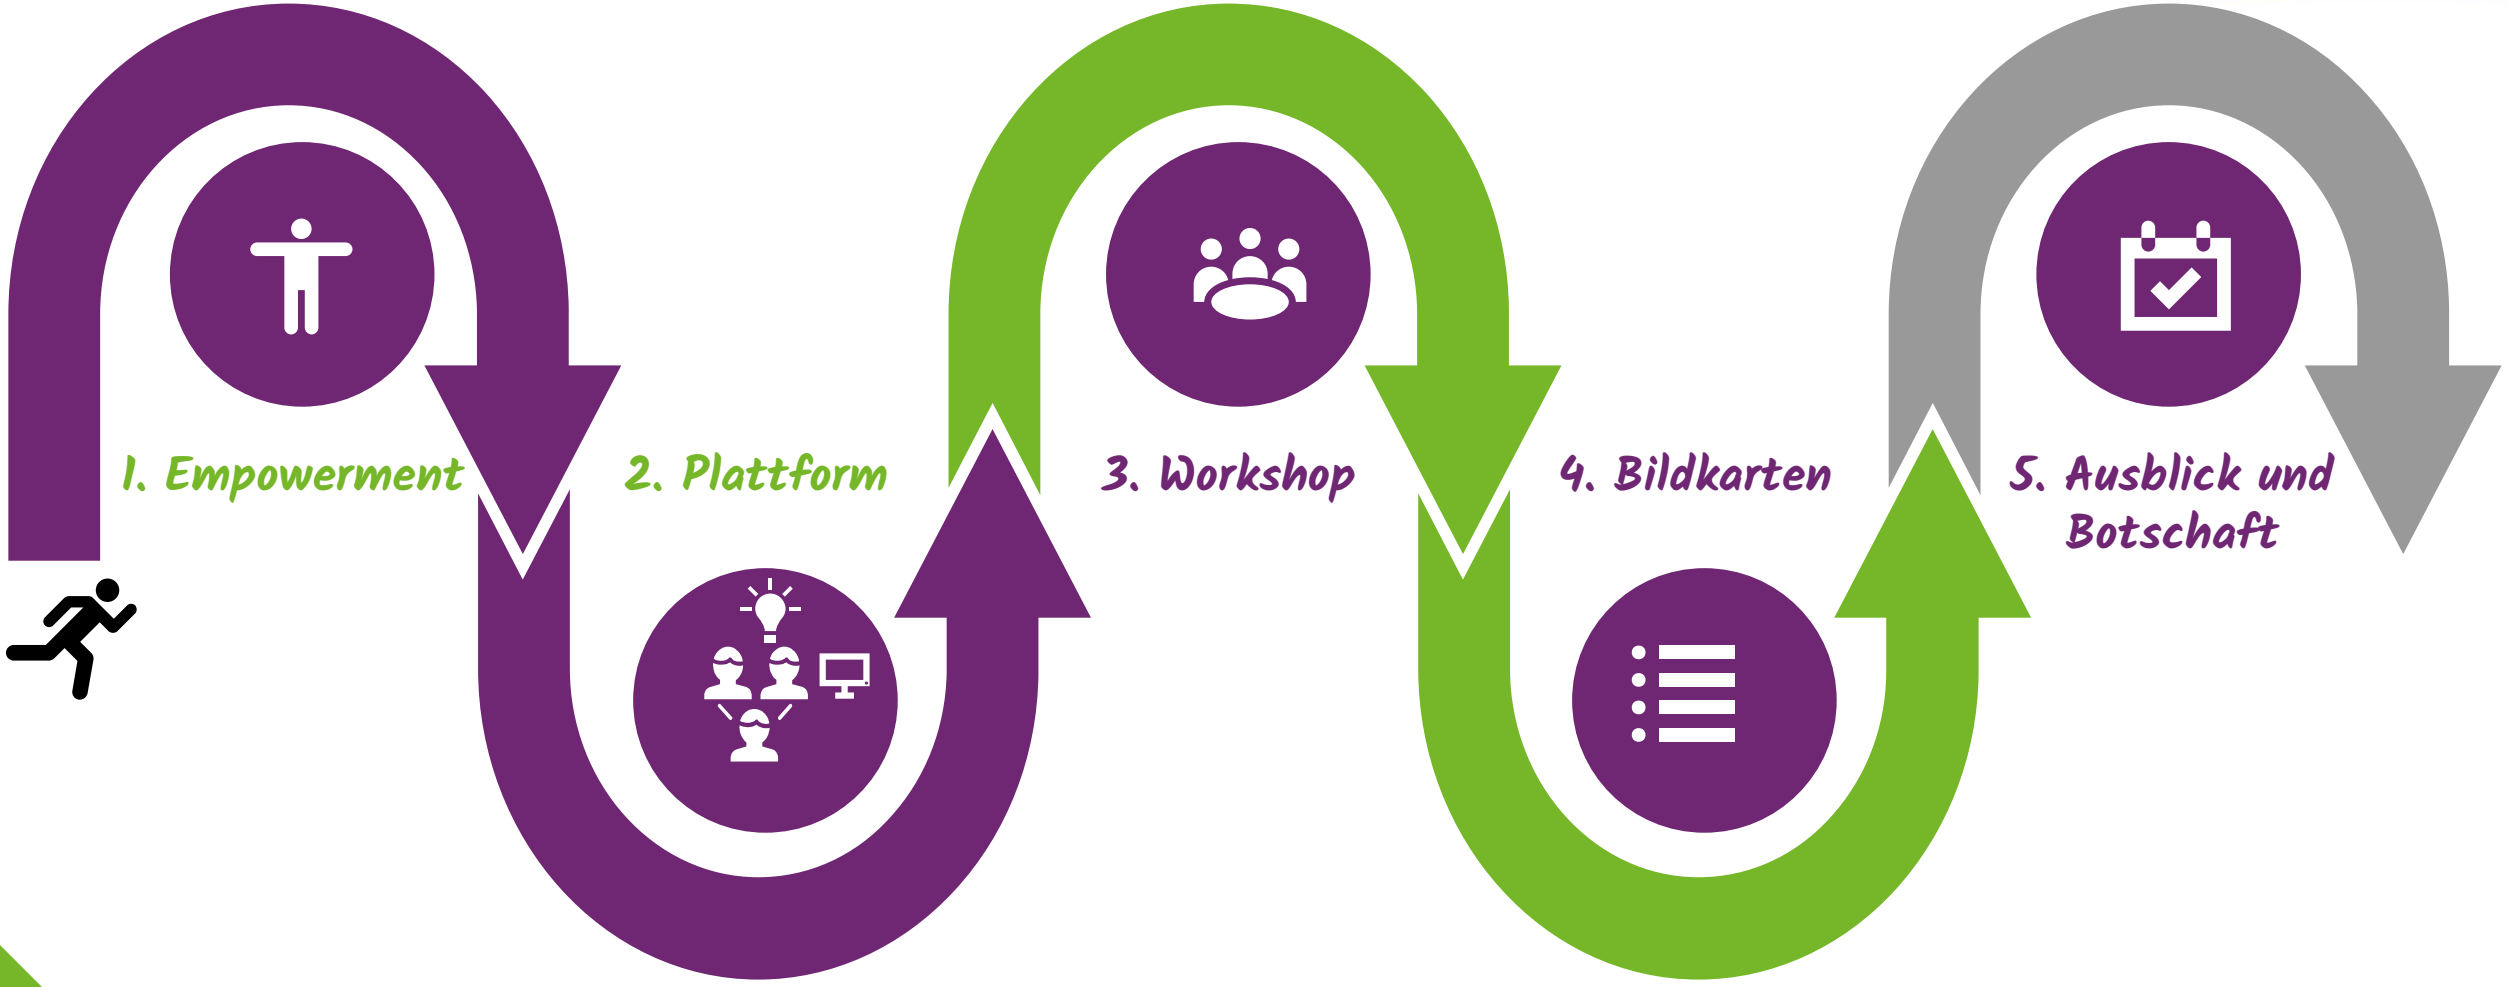 1. Empowerment
2. Plattform
3. Workshop
4. Bildkarten
5 Ausblick und
Botschaft